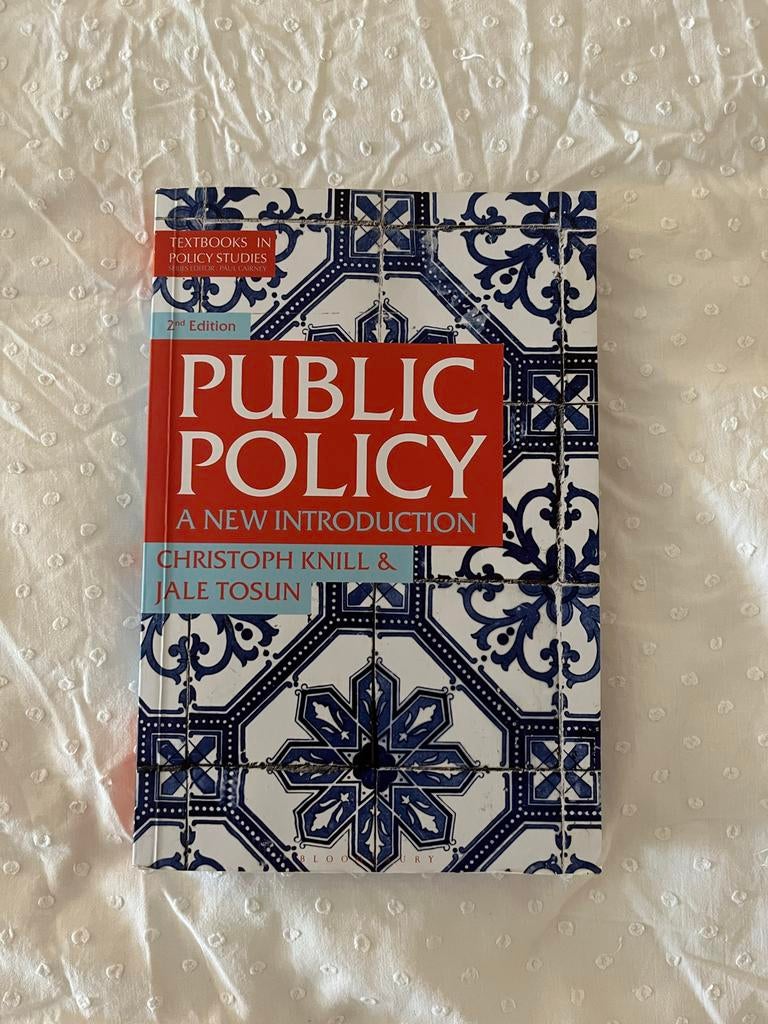 TEXTBOOKS IN
POLICY STUDIES
SERIES EDITOR: PAUL CAIRNEY
2nd Edition
PUBLIC
POLICY
A NEW INTRODUCTION
CHRISTOPH KNILL &
JALE TOSUN
BLOOMSBURY